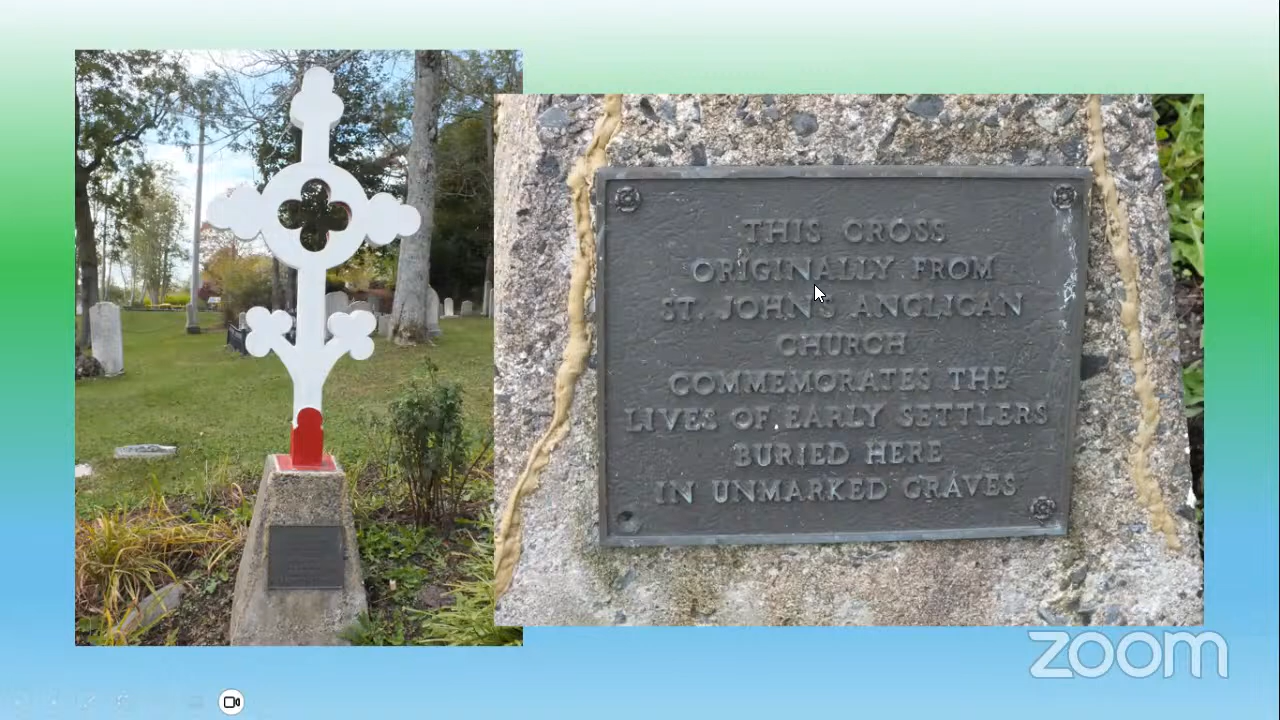 THIS CROSS
ORIGINALLY FROM
ST. JOHN'S ANGLICAN
CHURCH
COMMEMORATES THE
LIVES OF EARLY SETTLERS
BURIED HERE
IN UNMARKED GRAVES
zoom